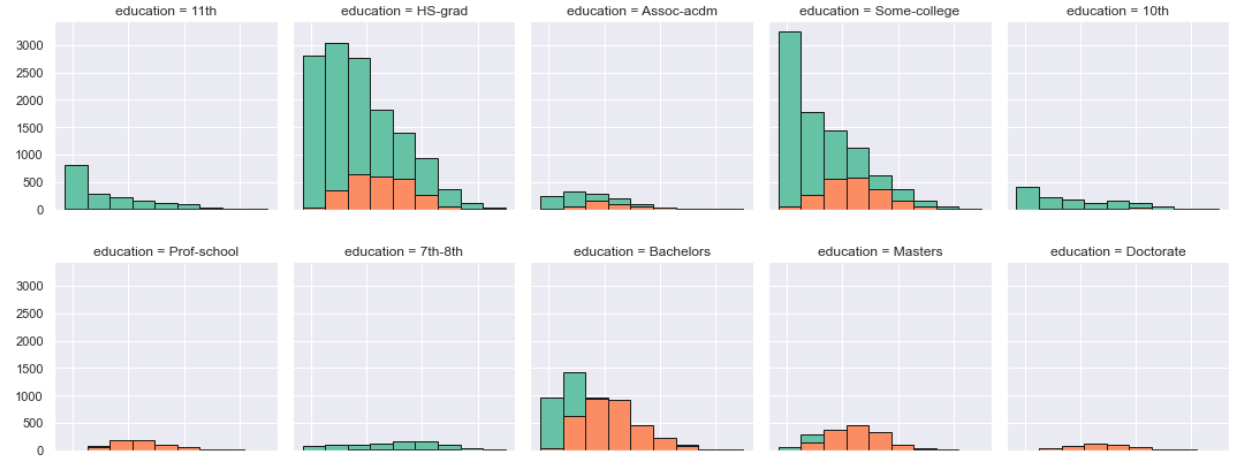 education = 11th
education = HS-grad
education = Assoc-acdm
education = Some-college
education = 10th
3000
2500
2000
1500
1000
500
0
education = Prof-school
education = 7th-8th
education = Bachelors
education = Masters
education = Doctorate
3000
2500
2000
1500
1000
500
0